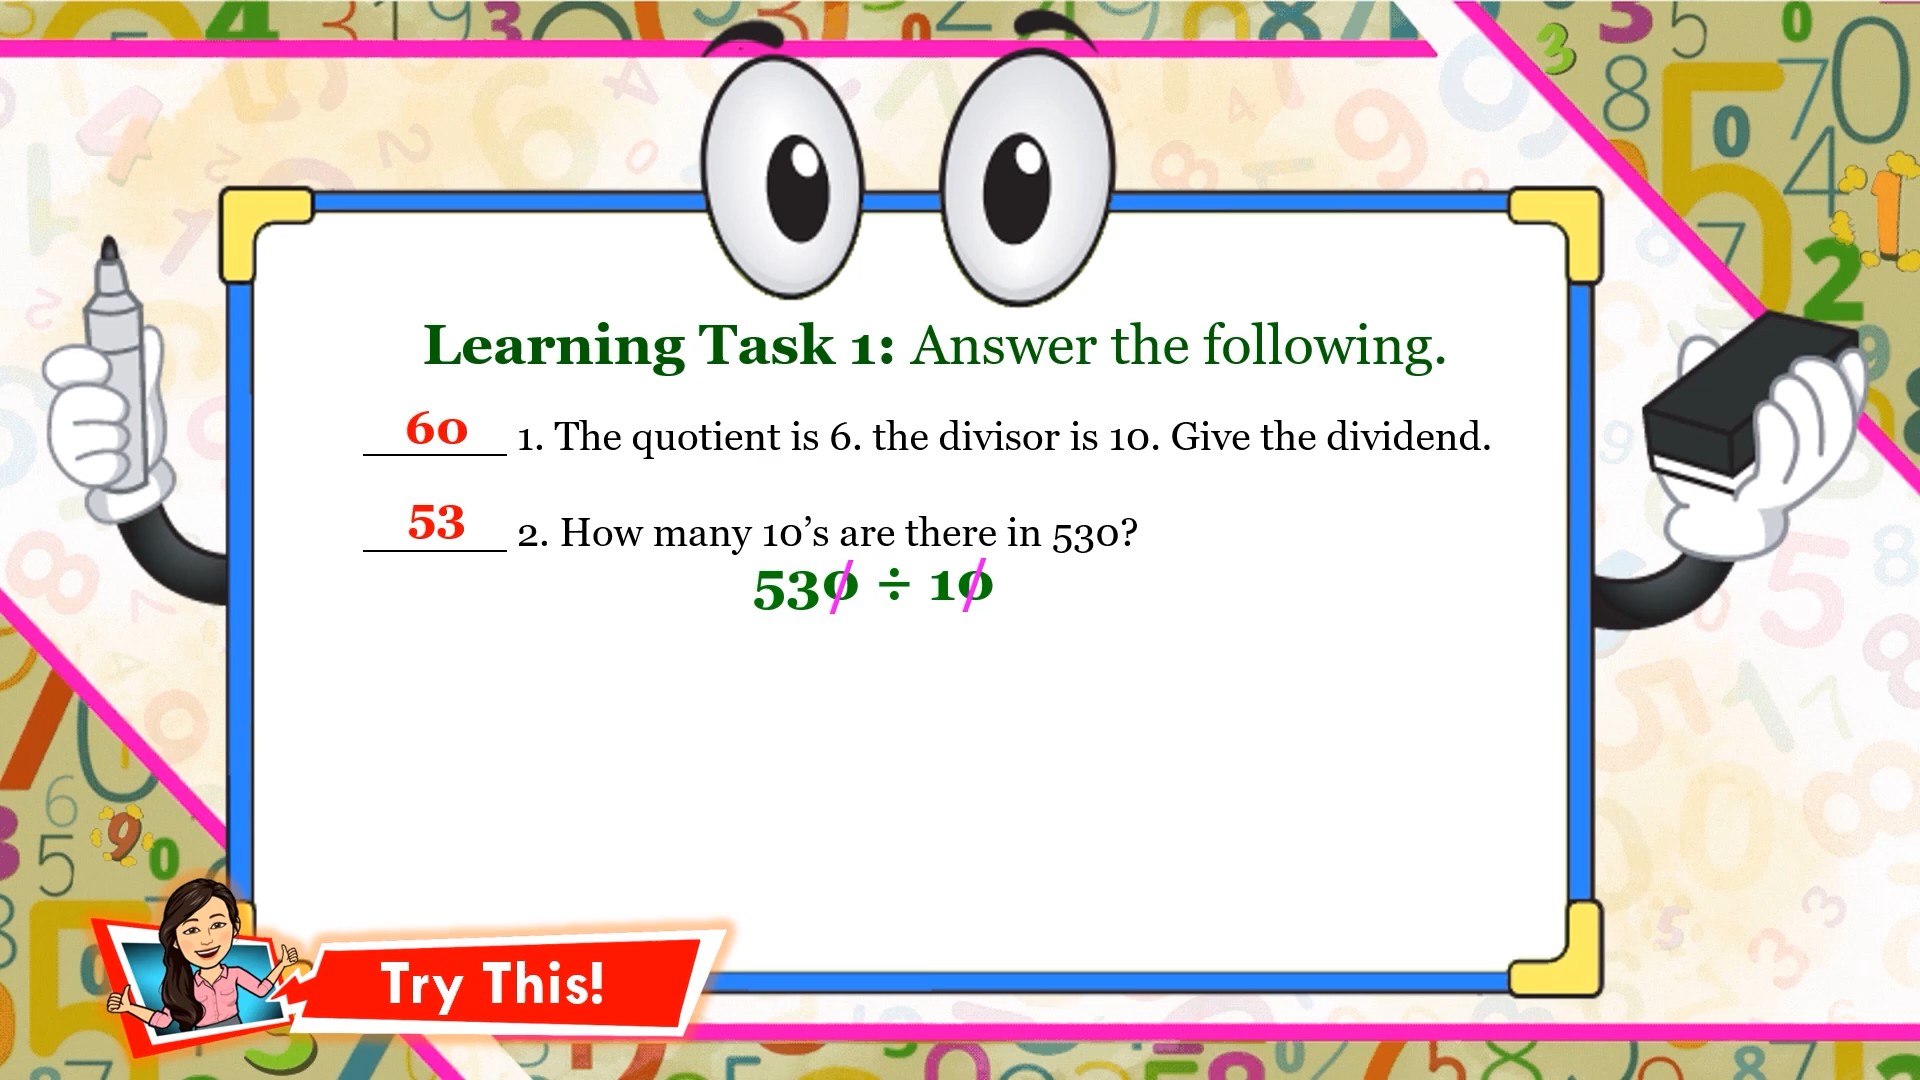 Learning Task 1: Answer the following.
60 1. The quotient is 6. the divisor is 10. Give the dividend.
53 2. How many 10’s are there in 530?
530 ÷ 10
Try This!